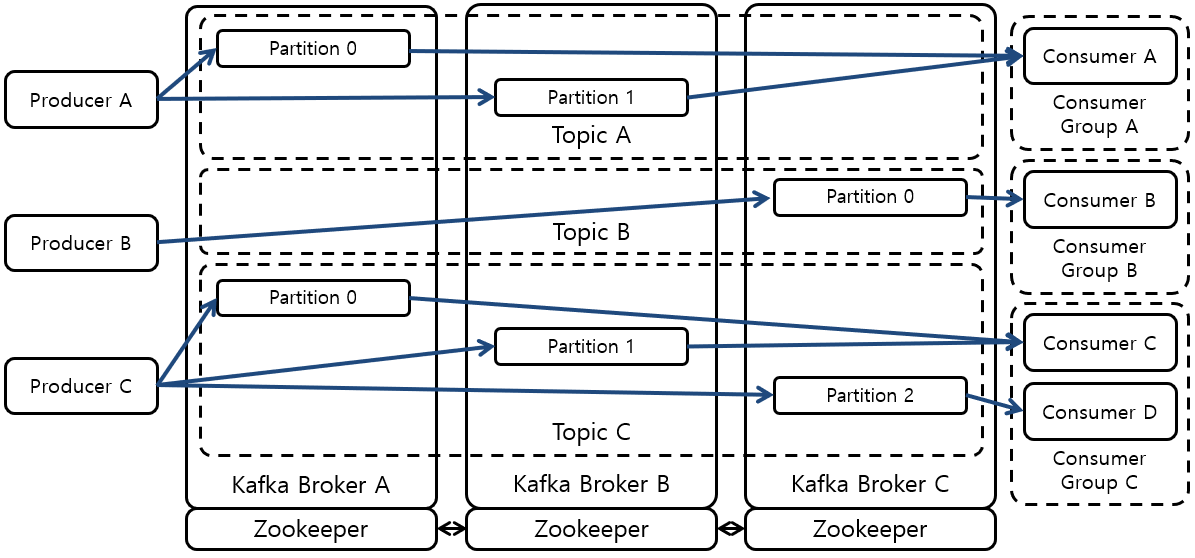 Partition 0
Consumer A
Producer A
Partition 1
Consumer
Group A
Topic A
Partition 0
Consumer B
Producer B
Topic B
Consumer
Group B
Partition 0
Partition 1
Consumer C
Producer C
Partition 2
Consumer D
Topic C
Consumer
Group C
Kafka Broker A
Kafka Broker B
Kafka Broker C
Zookeeper
Zookeeper
Zookeeper